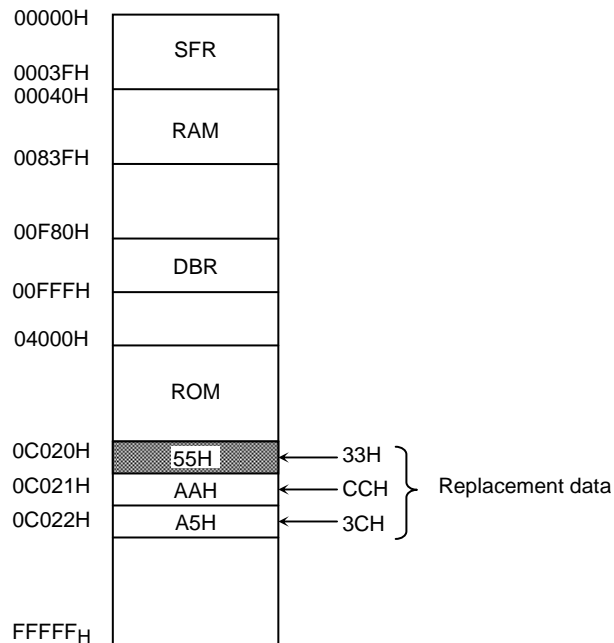 00000H
SFR
0003FH
00040H
RAM
0083FH
00F80H
DBR
00FFFH
04000H
ROM
0C020H 55H 33H
0C021H AAH CCH Replacement data
0C022H A5H 3CH
FFFFFH